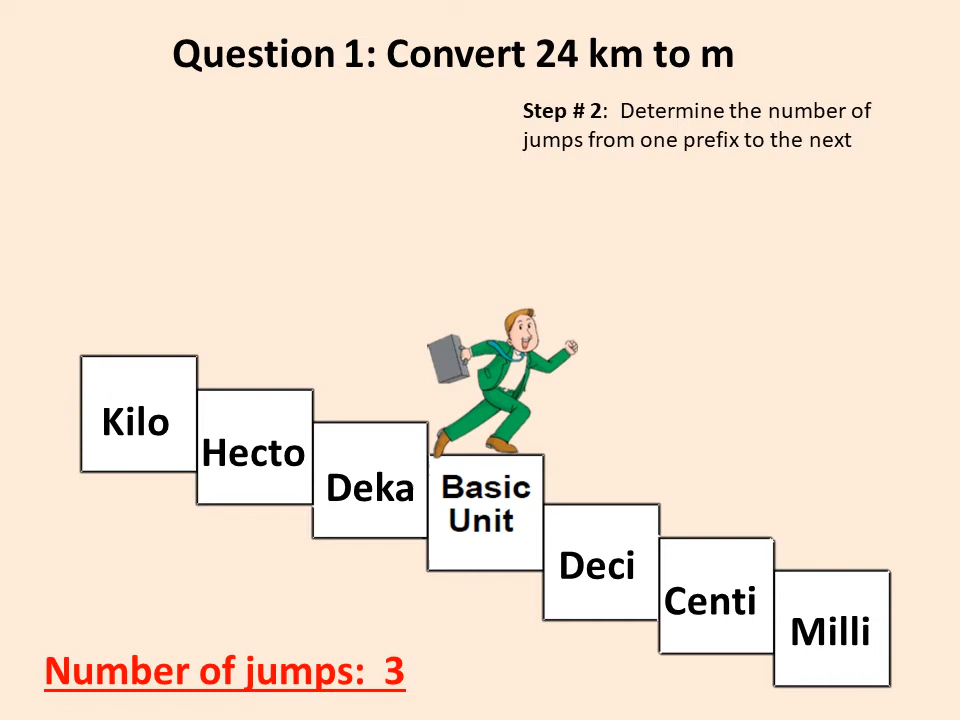 Question 1: Convert 24 km to m
Step # 2:  Determine the number of
jumps from one prefix to the next
Kilo
Hecto
Deka
Basic
Unit
Deci
Centi
Milli
Number of jumps:  3